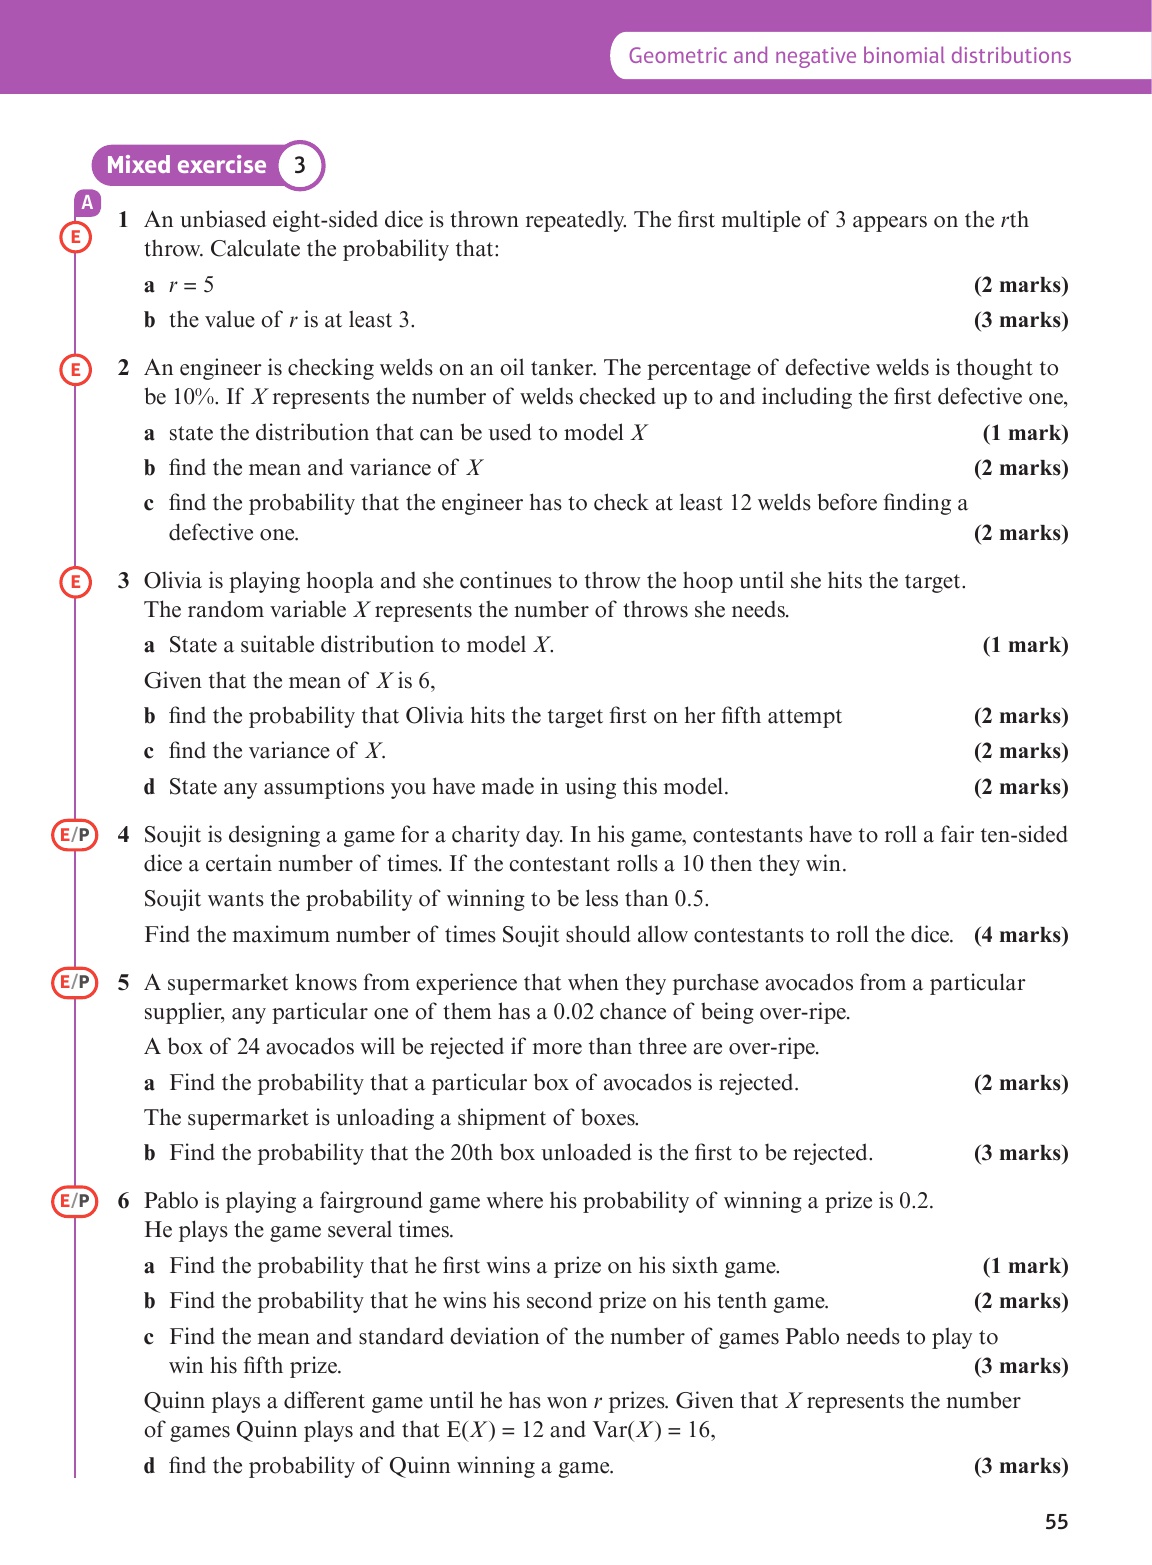 Geometric and negative binomial distributions
Mixed exercise 3
A
E
1 An unbiased eight-sided dice is thrown repeatedly. The first multiple of 3 appears on the rth
throw. Calculate the probability that:
a r = 5 (2 marks)
b the value of r is at least 3. (3 marks)
E
2 An engineer is checking welds on an oil tanker. The percentage of defective welds is thought to
be 10%. If X represents the number of welds checked up to and including the first defective one,
a state the distribution that can be used to model X (1 mark)
b find the mean and variance of X (2 marks)
c find the probability that the engineer has to check at least 12 welds before finding a
defective one. (2 marks)
E
3 Olivia is playing hoopla and she continues to throw the hoop until she hits the target.
The random variable X represents the number of throws she needs.
a State a suitable distribution to model X. (1 mark)
Given that the mean of X is 6,
b find the probability that Olivia hits the target first on her fifth attempt (2 marks)
c find the variance of X. (2 marks)
d State any assumptions you have made in using this model. (2 marks)
E/P
4 Soujit is designing a game for a charity day. In his game, contestants have to roll a fair ten-sided
dice a certain number of times. If the contestant rolls a 10 then they win.
Soujit wants the probability of winning to be less than 0.5.
Find the maximum number of times Soujit should allow contestants to roll the dice. (4 marks)
E/P
5 A supermarket knows from experience that when they purchase avocados from a particular
supplier, any particular one of them has a 0.02 chance of being over-ripe.
A box of 24 avocados will be rejected if more than three are over-ripe.
a Find the probability that a particular box of avocados is rejected. (2 marks)
The supermarket is unloading a shipment of boxes.
b Find the probability that the 20th box unloaded is the first to be rejected. (3 marks)
E/P
6 Pablo is playing a fairground game where his probability of winning a prize is 0.2.
He plays the game several times.
a Find the probability that he first wins a prize on his sixth game. (1 mark)
b Find the probability that he wins his second prize on his tenth game. (2 marks)
c Find the mean and standard deviation of the number of games Pablo needs to play to
win his fifth prize. (3 marks)
Quinn plays a different game until he has won r prizes. Given that X represents the number
of games Quinn plays and that E(X) = 12 and Var(X) = 16,
d find the probability of Quinn winning a game. (3 marks)
55